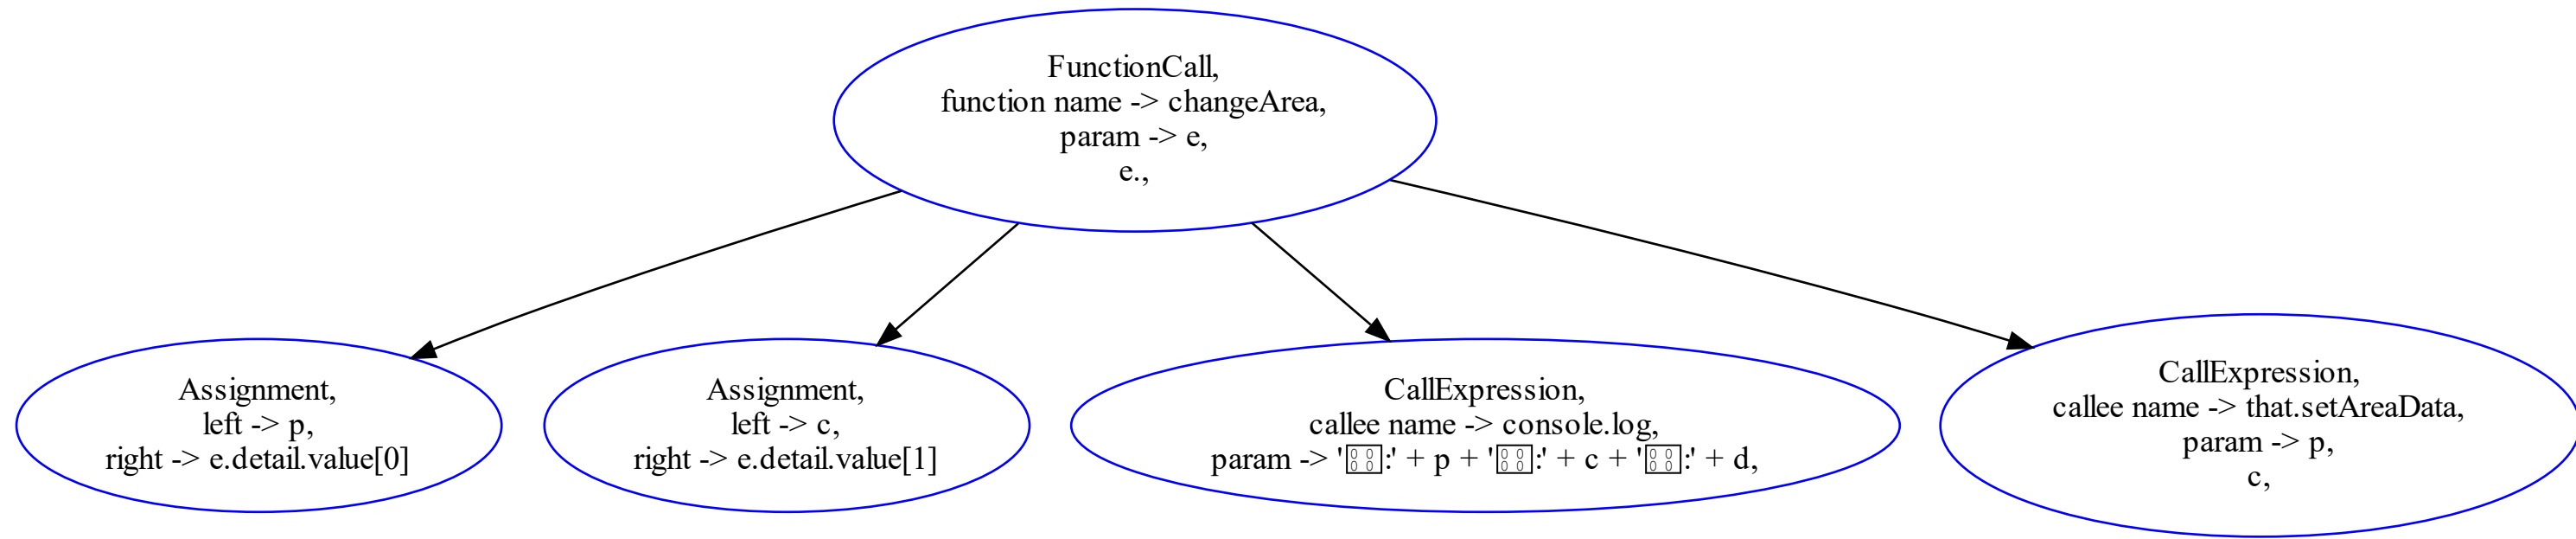 FunctionCall,
function name -> changeArea,
param -> e,
e.,
Assignment,
left -> p,
right -> e.detail.value[0]
Assignment,
left -> c,
right -> e.detail.value[1]
CallExpression,
callee name -> console.log,
param -> ':' + p + ':' + c + ':' + d,
CallExpression,
callee name -> that.setAreaData,
param -> p,
c,